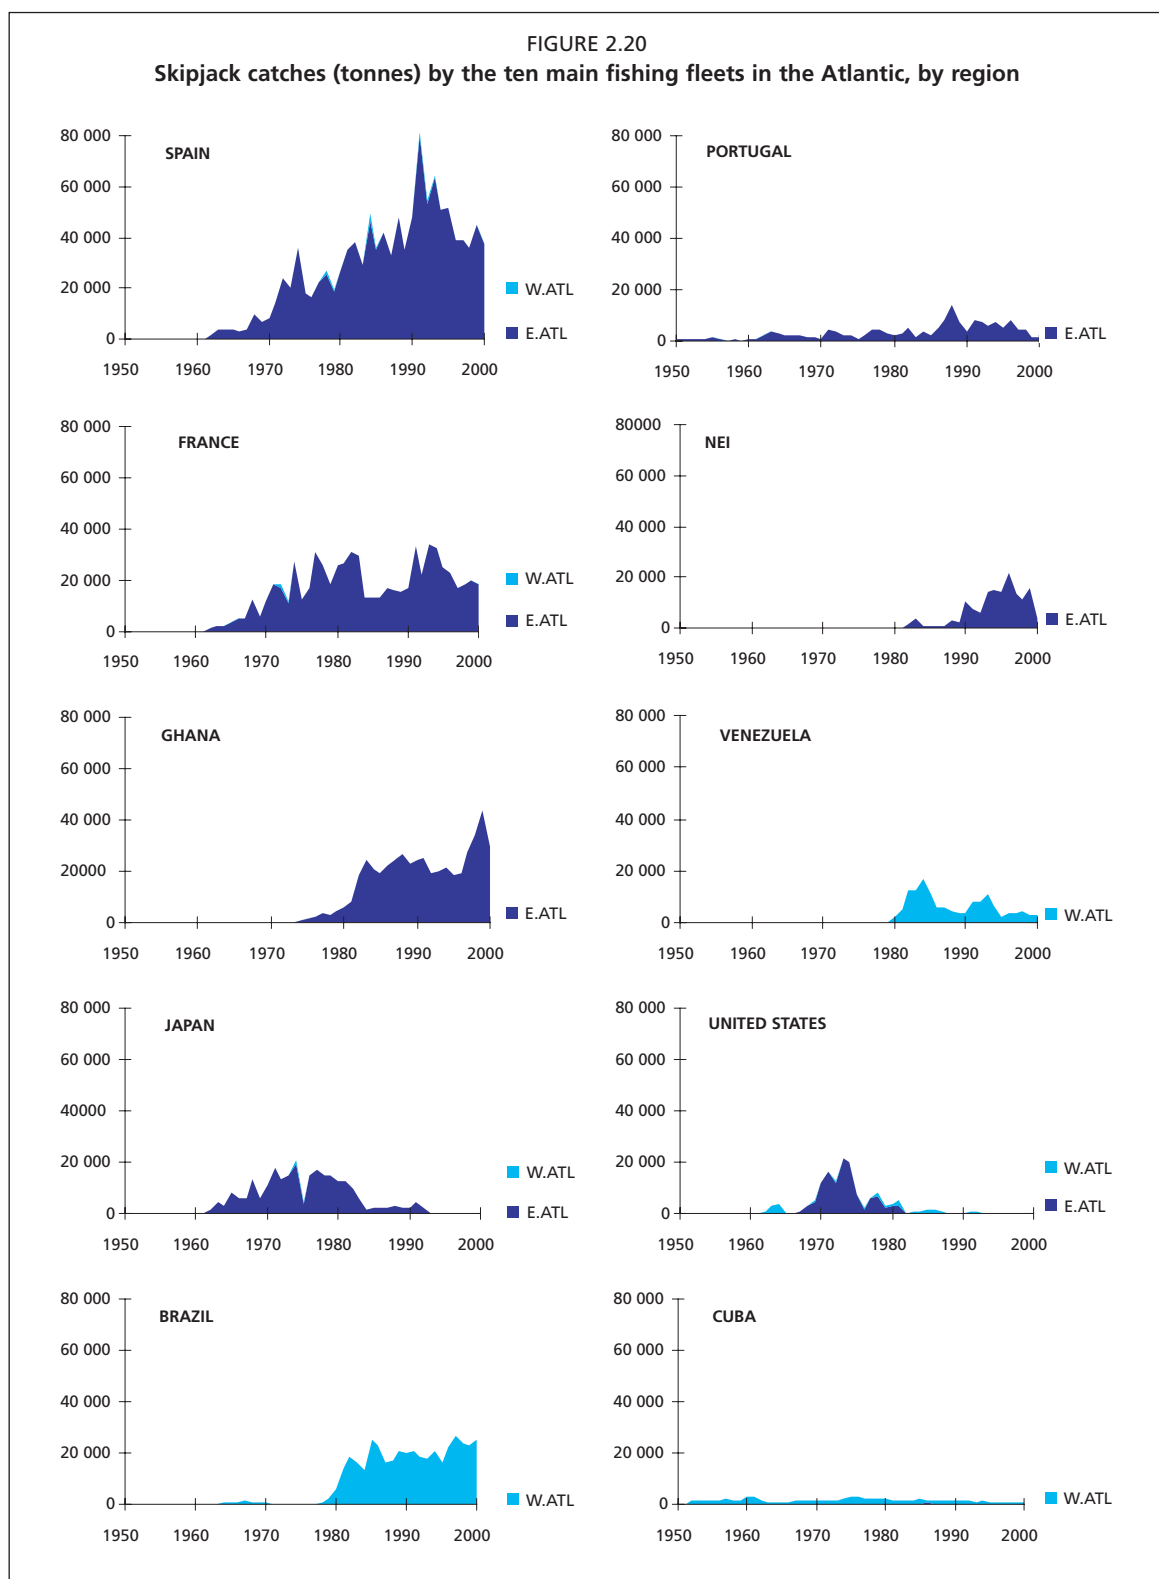 FIGURE 2.20
Skipjack catches (tonnes) by the ten main fishing fleets in the Atlantic, by region
SPAIN
80 000
60 000
40 000
20 000
0
1950 1960 1970 1980 1990 2000
W.ATL
E.ATL
PORTUGAL
80 000
60 000
40 000
20 000
0
1950 1960 1970 1980 1990 2000
E.ATL
FRANCE
80 000
60 000
40 000
20 000
0
1950 1960 1970 1980 1990 2000
W.ATL
E.ATL
NEI
80000
60 000
40 000
20 000
0
1950 1960 1970 1980 1990 2000
E.ATL
GHANA
80 000
60 000
40 000
20000
0
1950 1960 1970 1980 1990 2000
E.ATL
VENEZUELA
80 000
60 000
40 000
20 000
0
1950 1960 1970 1980 1990 2000
W.ATL
JAPAN
80 000
60 000
40000
20 000
0
1950 1960 1970 1980 1990 2000
W.ATL
E.ATL
UNITED STATES
80 000
60 000
40 000
20 000
0
1950 1960 1970 1980 1990 2000
W.ATL
E.ATL
BRAZIL
80 000
60 000
40 000
20 000
0
1950 1960 1970 1980 1990 2000
W.ATL
CUBA
80 000
60 000
40 000
20 000
0
1950 1960 1970 1980 1990 2000
W.ATL